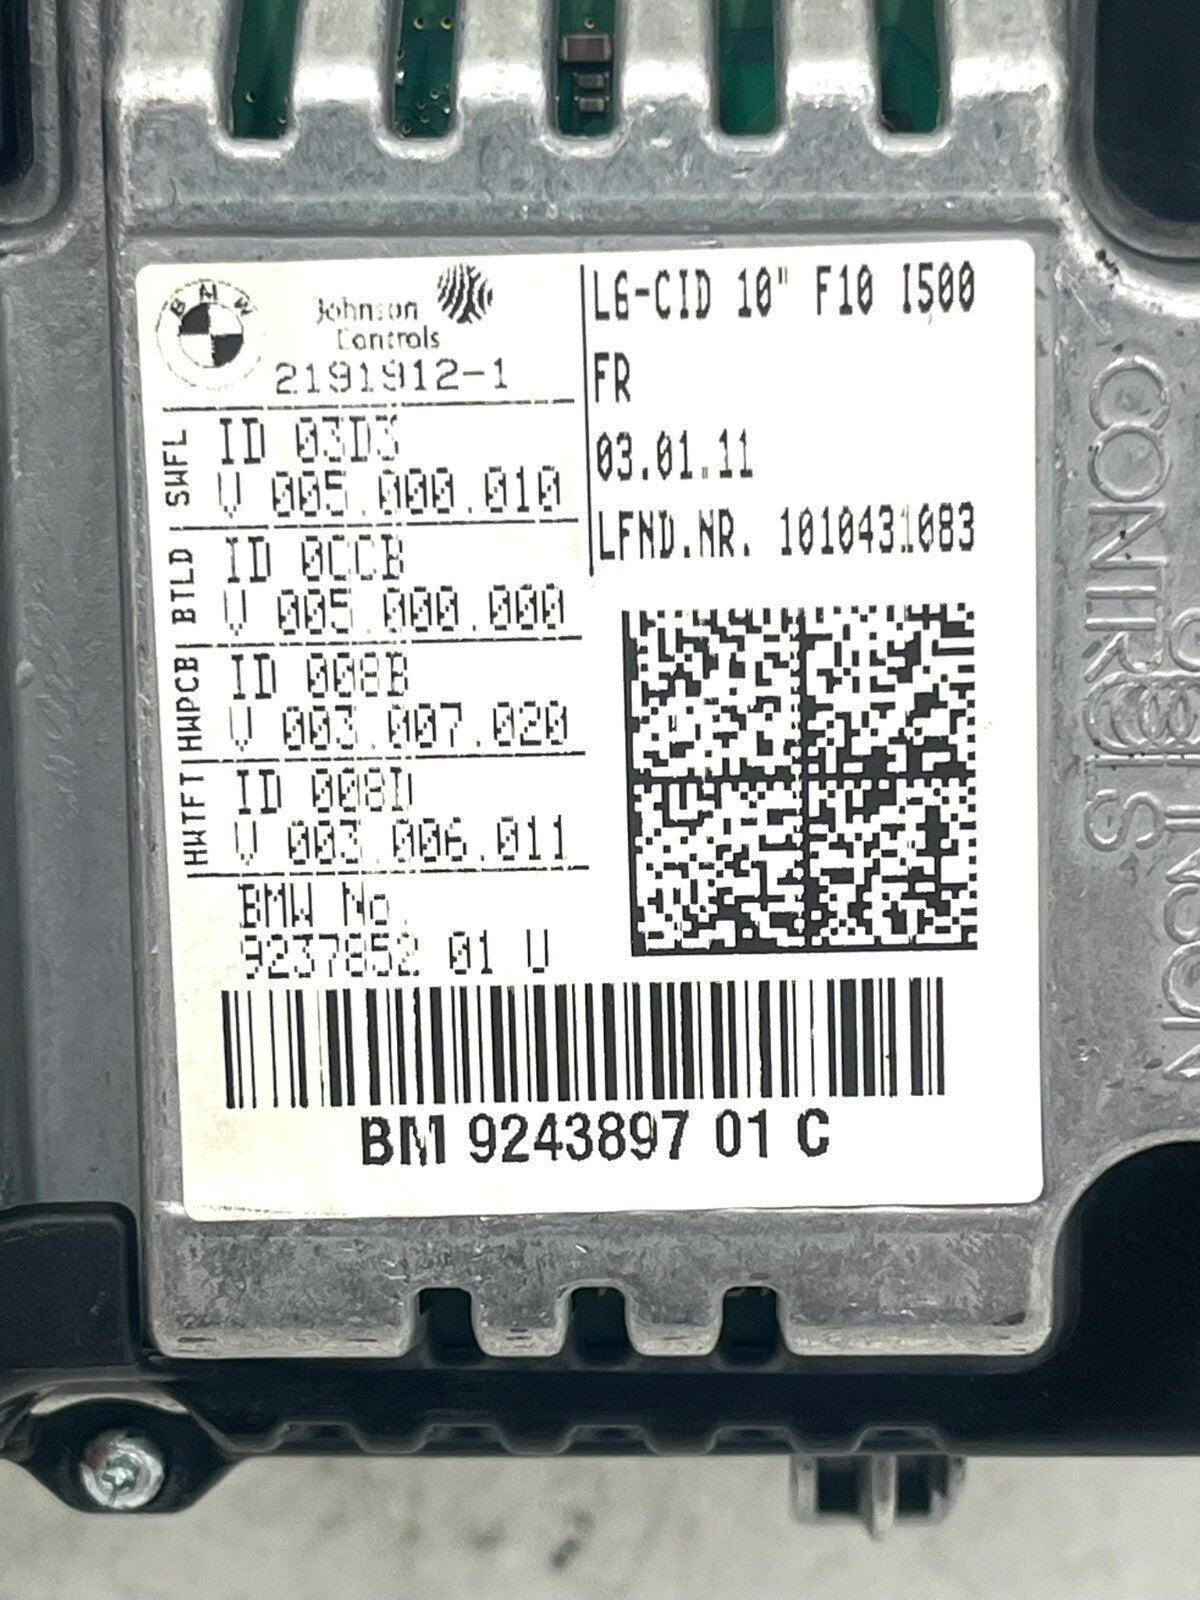 BMW
Johnson
Controls
2191912-1
SWFL
ID 03D3
V 005.000.010
BTLD
ID 0CCB
V 005.000.000
HWPCB
ID 008B
V 003.007.020
HWTFT
ID 008D
V 003.006.011
BMW No.
9237852 01 U
L6-CID 10" F10 I500
FR
03.01.11
LFND.NR. 1010431083
BM 9243897 01 C
CONTROLS